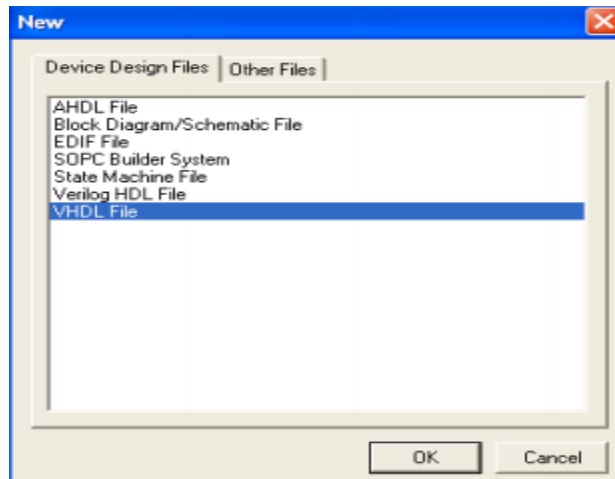 New
Device Design Files Other Files
AHDL File
Block Diagram/Schematic File
EDIF File
SOPC Builder System
State Machine File
Verilog HDL File
VHDL File
OK Cancel